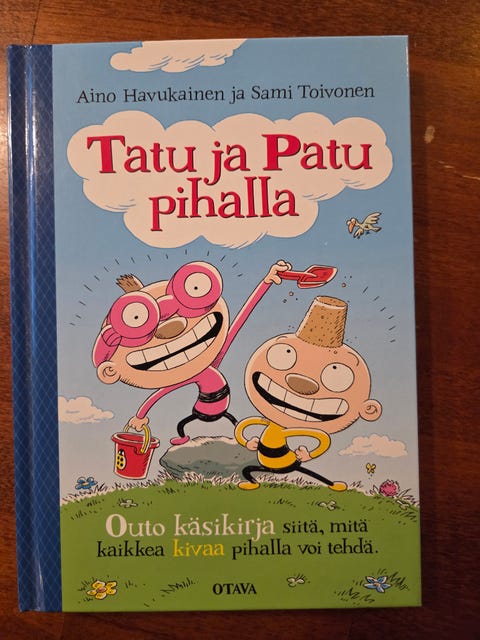 Aino Havukainen ja Sami Toivonen
Tatu ja Patu
pihalla
Outo käsikirja siitä, mitä
kaikkea kivaa pihalla voi tehdä.
OTAVA